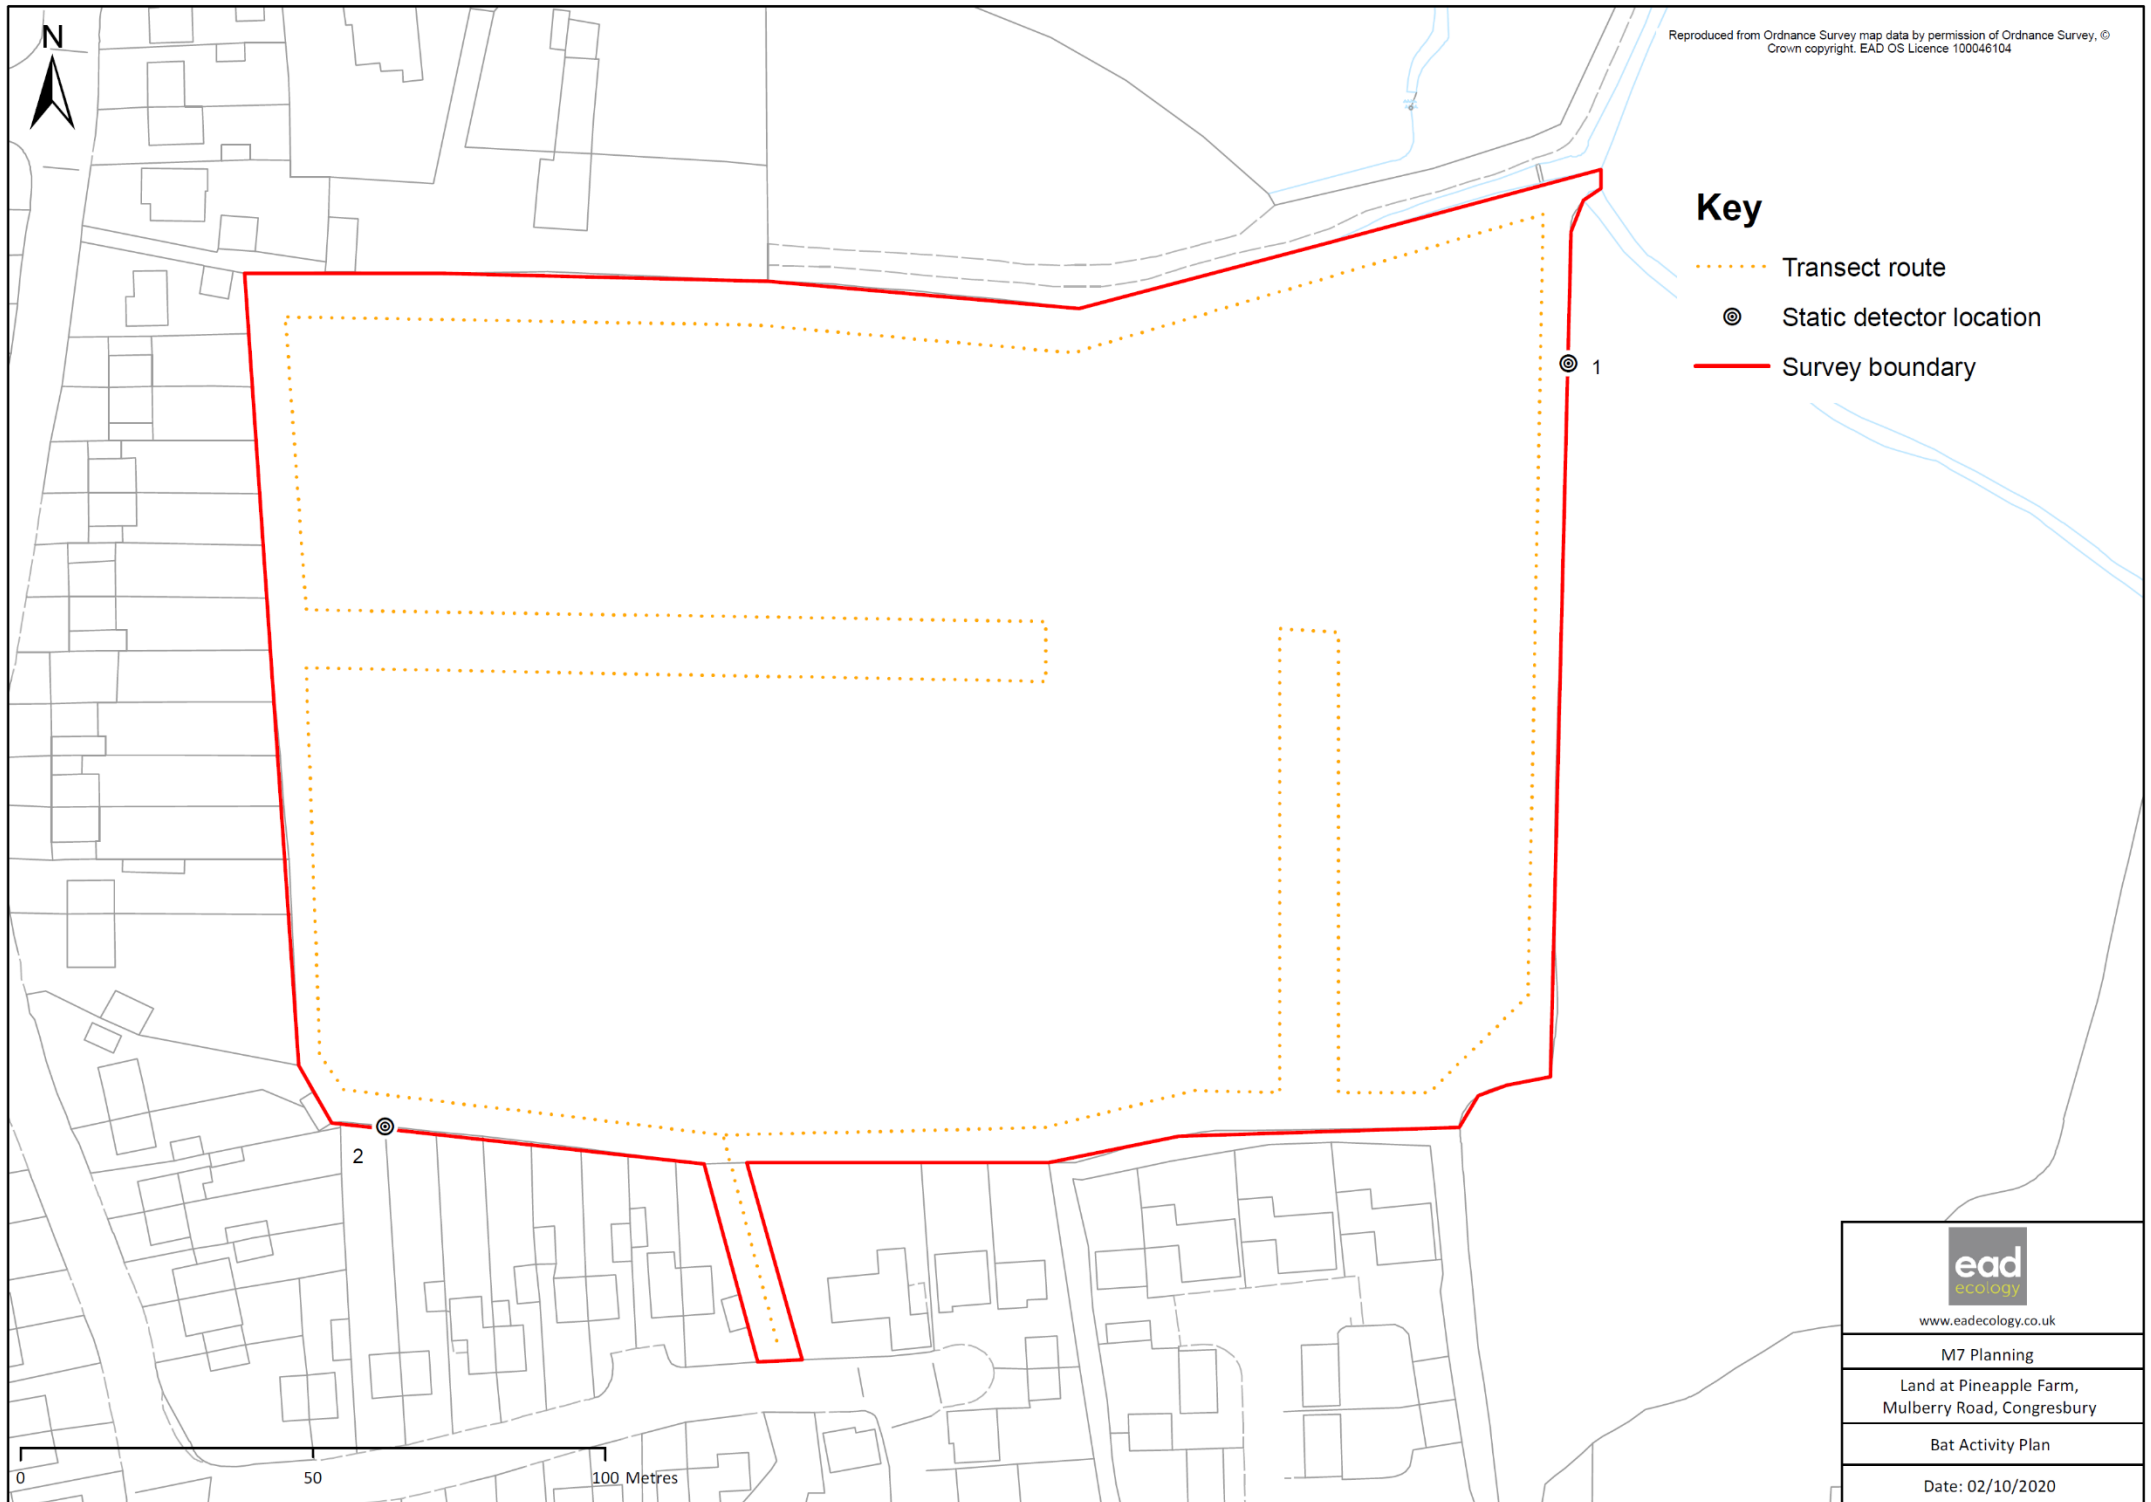 N
Reproduced from Ordnance Survey map data by permission of Ordnance Survey, ©
Crown copyright. EAD OS Licence 100046104
Key
Transect route
Static detector location
Survey boundary
1
2
0
50
100 Metres
ead
ecology
www.eadecology.co.uk
M7 Planning
Land at Pineapple Farm,
Mulberry Road, Congresbury
Bat Activity Plan
Date: 02/10/2020